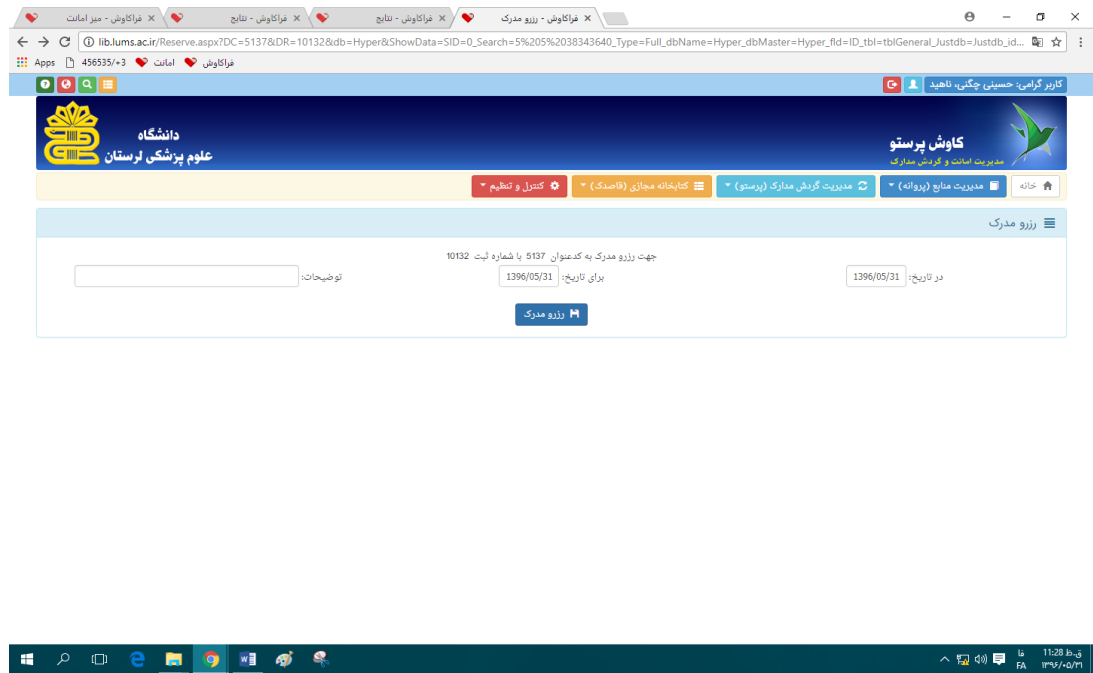 فراکاوش - میز امانت
فراکاوش - نتایج
فراکاوش - نتایج
فراکاوش - رزرو مدرک
lib.lums.ac.ir/Reserve.aspx?DC=5137&DR=10132&db=Hyper&ShowData=SID=0_Search=5%205%2038343640_Type=Full_dbName=Hyper_dbMaster=Hyper_fld=ID_tbl=tblGeneral_Justdb=Justdb_id...
Apps 456535/+3 امانت فراکاوش
کاربر گرامی: حسینی چگنی، ناهید
دانشگاه
علوم پزشکی لرستان
کاوش پرستو
مدیریت امانت و گردش مدارک
خانه مدیریت منابع (پروانه) مدیریت گردش مدارک (پرستو) کتابخانه مجازی (قاصدک) کنترل و تنظیم
رزرو مدرک
جهت رزرو مدرک به کدعنوان 5137 با شماره ثبت 10132
در تاریخ: 1396/05/31 برای تاریخ: 1396/05/31 توضیحات:
رزرو مدرک
فا
FA
11:28 ق.ظ
۱۳۹۶/۰۵/۳۱